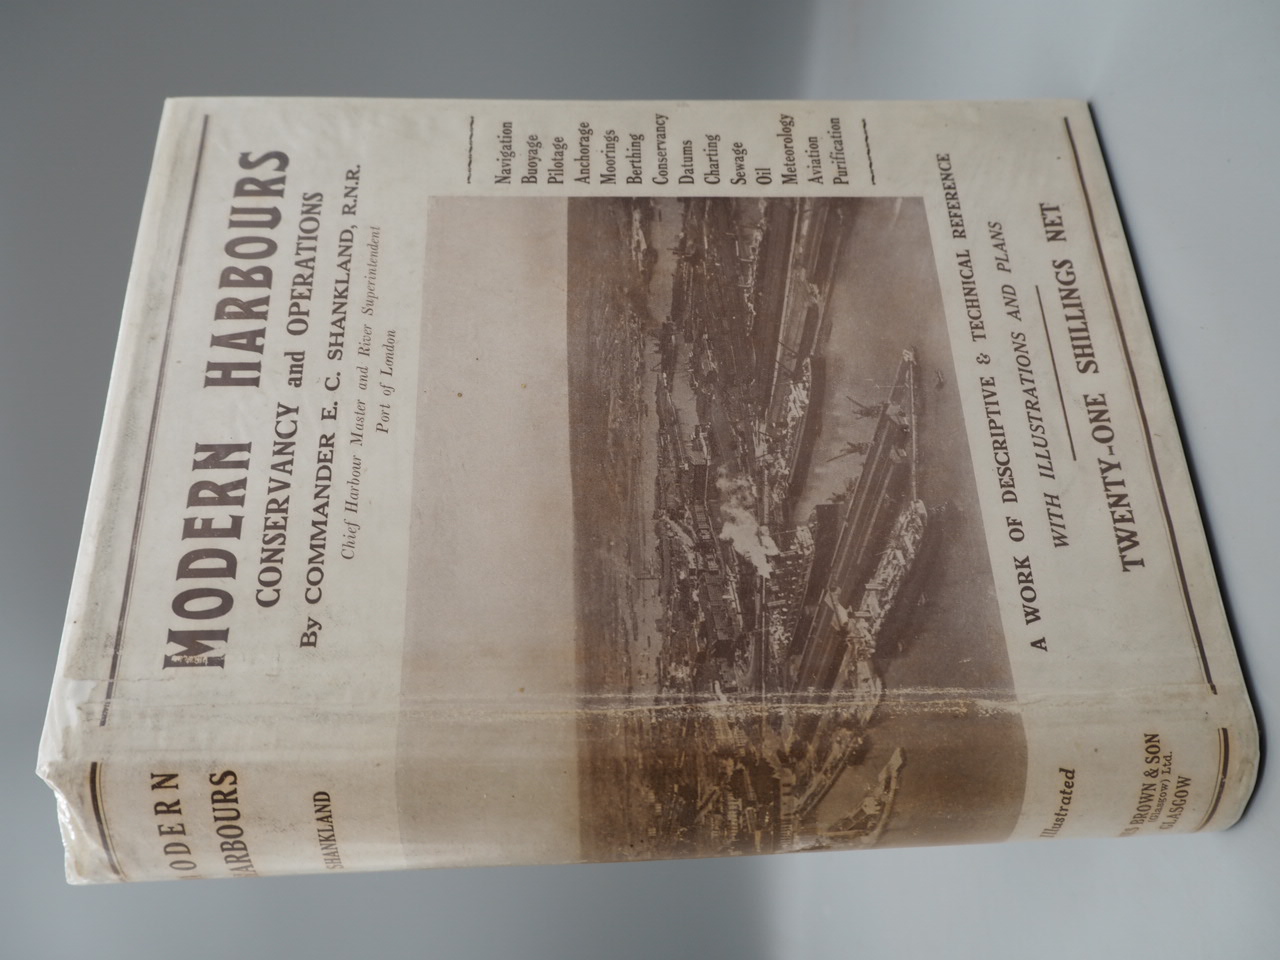 MODERN HARBOURS
CONSERVANCY and OPERATIONS
By COMMANDER E. C. SHANKLAND, R.N.R.
Chief Harbour Master and River Superintendent
Port of London
Navigation
Buoyage
Pilotage
Anchorage
Moorings
Berthing
Conservancy
Datums
Charting
Sewage
Oil
Meteorology
Aviation
Purification
A WORK OF DESCRIPTIVE & TECHNICAL REFERENCE
WITH ILLUSTRATIONS AND PLANS
TWENTY-ONE SHILLINGS NET
ODERN
ARBOURS
SHANKLAND
Illustrated
BROWN & SON
(Glasgow) Ltd.
GLASGOW